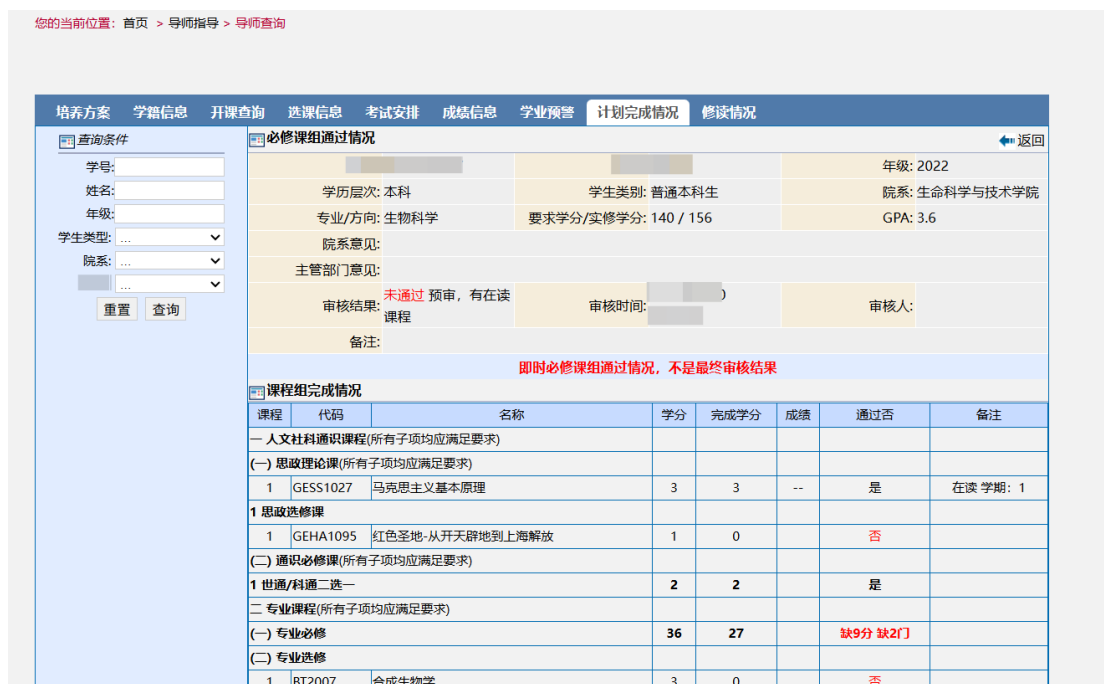 您的当前位置：首页 > 导师指导 > 导师查询
培养方案 学籍信息 开课查询 选课信息 考试安排 成绩信息 学业预警 计划完成情况 修读情况
查询条件
学号:
姓名:
年级:
学生类型: ...
院系: ...
...
重置 查询
必修课组通过情况 返回
年级: 2022
学历层次: 本科 学生类别: 普通本科生 院系: 生命科学与技术学院
专业/方向: 生物科学 要求学分/实修学分: 140 / 156 GPA: 3.6
院系意见:
主管部门意见:
审核结果: 未通过 预审，有在读课程 审核时间: 审核人:
备注:
即时必修课组通过情况，不是最终审核结果
课程组完成情况
课程 代码 名称 学分 完成学分 成绩 通过否 备注
一 人文社科通识课程(所有子项均应满足要求)
(一) 思政理论课(所有子项均应满足要求)
1 GESS1027 马克思主义基本原理 3 3 -- 是 在读 学期：1
1 思政选修课
1 GEHA1095 红色圣地-从开天辟地到上海解放 1 0 否
(二) 通识必修课(所有子项均应满足要求)
1 世通/科通二选一 2 2 是
二 专业课程(所有子项均应满足要求)
(一) 专业必修 36 27 缺9分 缺2门
(二) 专业选修
1 BT2007 合成生物学 3 0 否